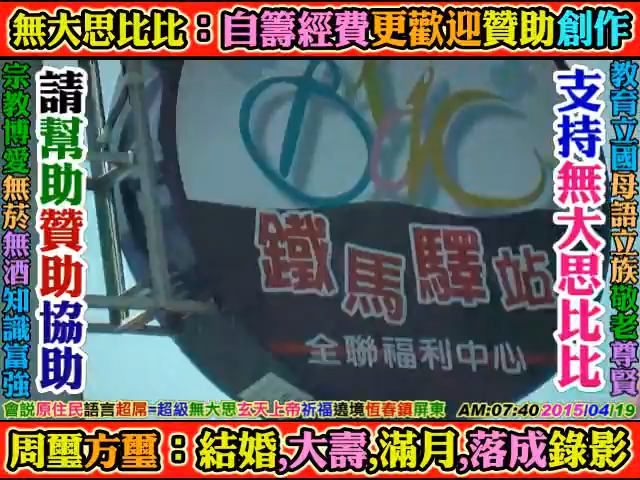 無大思比比：自籌經費更歡迎贊助創作
宗教博愛無菸無酒知識富強
請幫助贊助協助
支持無大思比比
教育立國母語立族敬老尊賢
鐵馬驛站
全聯福利中心
會説原住民語言超屌=超級無大思玄天上帝祈福遶境恆春鎮屏東 AM:07:40 2015/04/19
周璽方璽：結婚,大壽,滿月,落成錄影